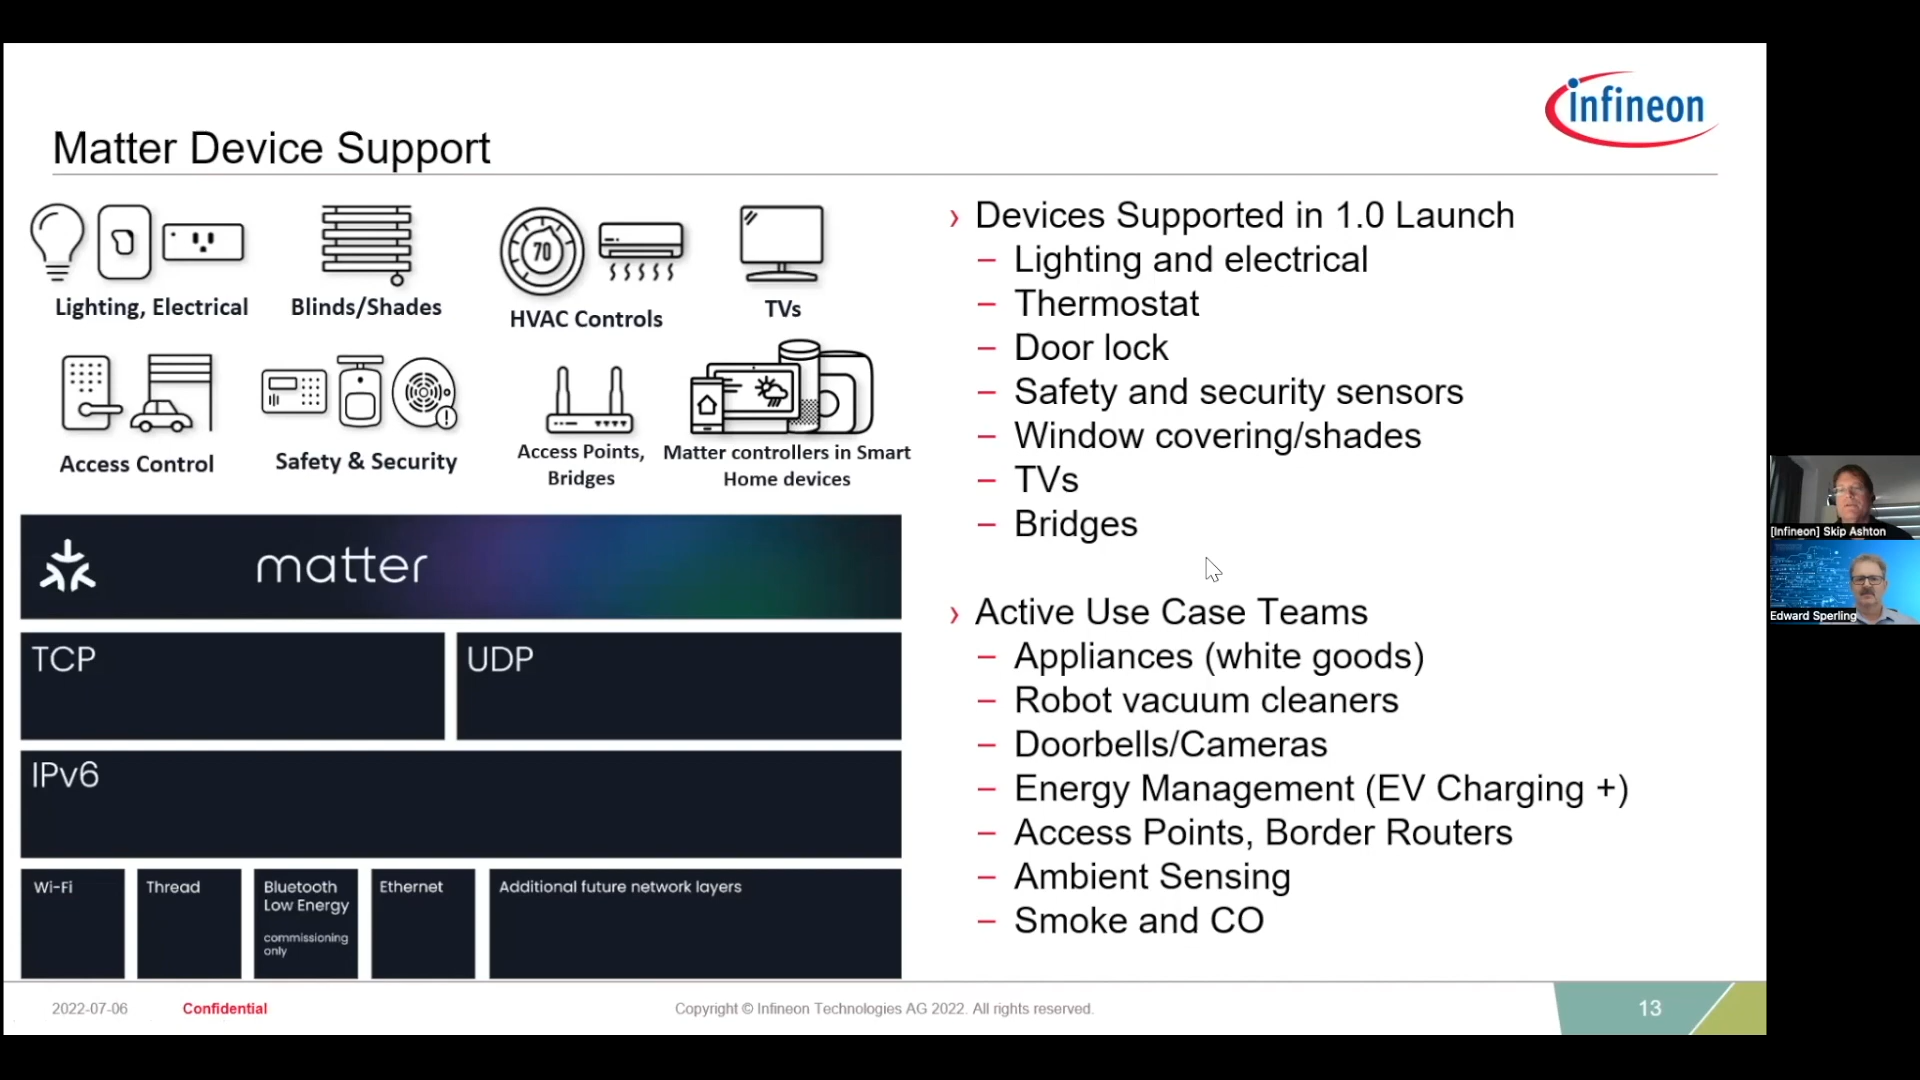 infineon
Matter Device Support
70
Lighting, Electrical
Blinds/Shades
HVAC Controls
TVs
Access Control
Safety & Security
Access Points,
Bridges
Matter controllers in Smart
Home devices
matter
TCP
UDP
IPv6
Wi-Fi
Thread
Bluetooth
Low Energy
commissioning
only
Ethernet
Additional future network layers
› Devices Supported in 1.0 Launch
– Lighting and electrical
– Thermostat
– Door lock
– Safety and security sensors
– Window covering/shades
– TVs
– Bridges
› Active Use Case Teams
– Appliances (white goods)
– Robot vacuum cleaners
– Doorbells/Cameras
– Energy Management (EV Charging +)
– Access Points, Border Routers
– Ambient Sensing
– Smoke and CO
[Infineon] Skip Ashton
Edward Sperling
2022-07-06
Confidential
Copyright © Infineon Technologies AG 2022. All rights reserved.
13